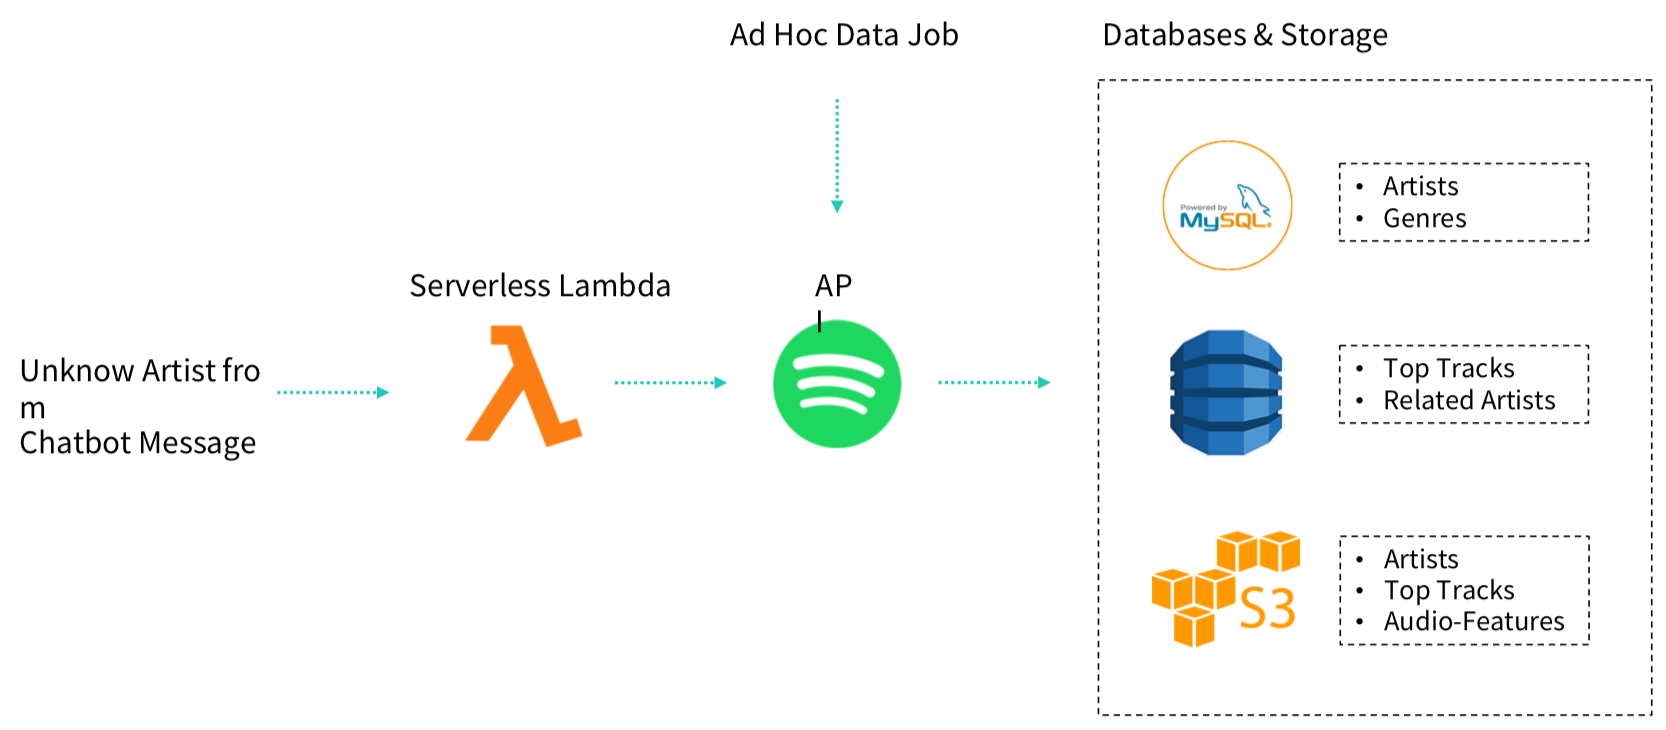 Ad Hoc Data Job
Databases & Storage
Powered by
MySQL®
• Artists
• Genres
Serverless Lambda
AP
I
Unknow Artist fro
m
Chatbot Message
• Top Tracks
• Related Artists
S3
• Artists
• Top Tracks
• Audio-Features